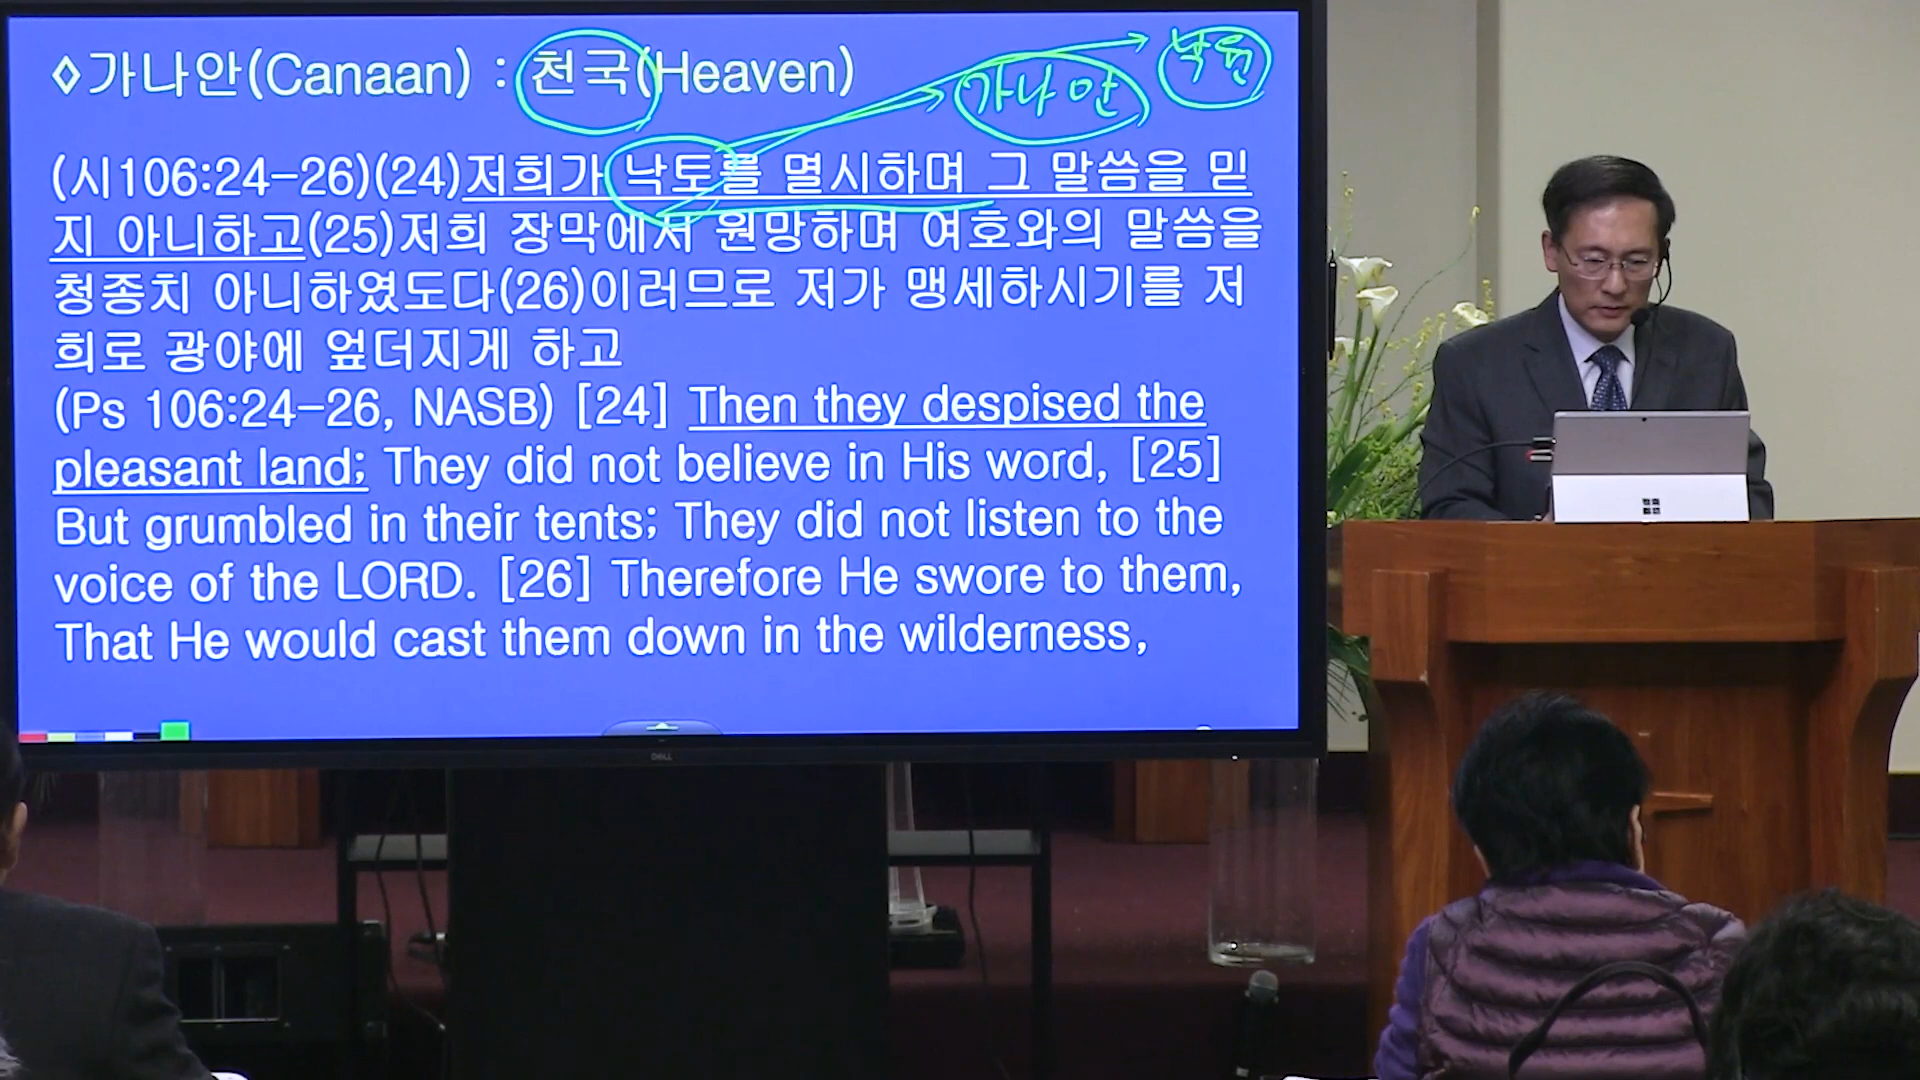 ◊가나안(Canaan) : 천국(Heaven)
가나안
낙원
(시106:24-26)(24)저희가 낙토를 멸시하며 그 말씀을 믿
지 아니하고(25)저희 장막에서 원망하며 여호와의 말씀을
청종치 아니하였도다(26)이러므로 저가 맹세하시기를 저
희로 광야에 엎더지게 하고
(Ps 106:24-26, NASB) [24] Then they despised the
pleasant land; They did not believe in His word, [25]
But grumbled in their tents; They did not listen to the
voice of the LORD. [26] Therefore He swore to them,
That He would cast them down in the wilderness,
DELL